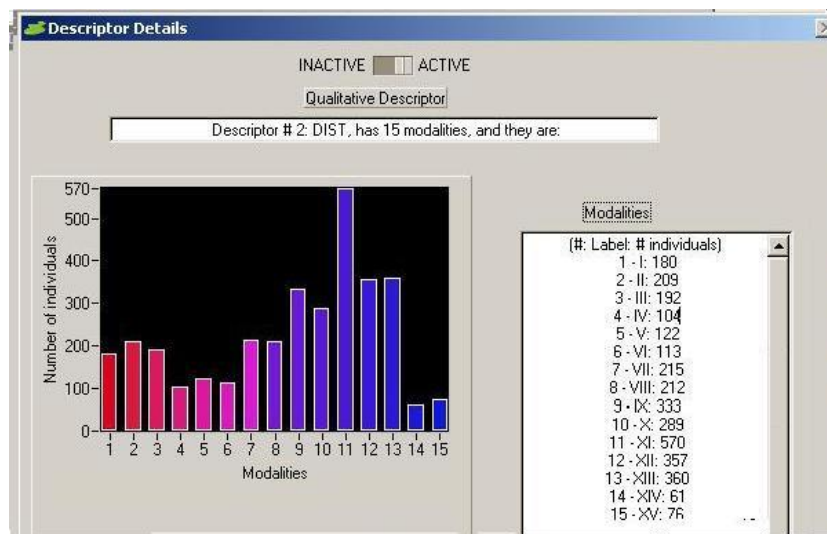 Descriptor Details
INACTIVE ACTIVE
Qualitative Descriptor
Descriptor # 2: DIST, has 15 modalities, and they are:
570
500
400
300
200
100
0
Number of individuals
1 2 3 4 5 6 7 8 9 10 11 12 13 14 15
Modalities
Modalities
(#: Label: # individuals)
1 - I: 180
2 - II: 209
3 - III: 192
4 - IV: 104
5 - V: 122
6 - VI: 113
7 - VII: 215
8 - VIII: 212
9 - IX: 333
10 - X: 289
11 - XI: 570
12 - XII: 357
13 - XIII: 360
14 - XIV: 61
15 - XV: 76